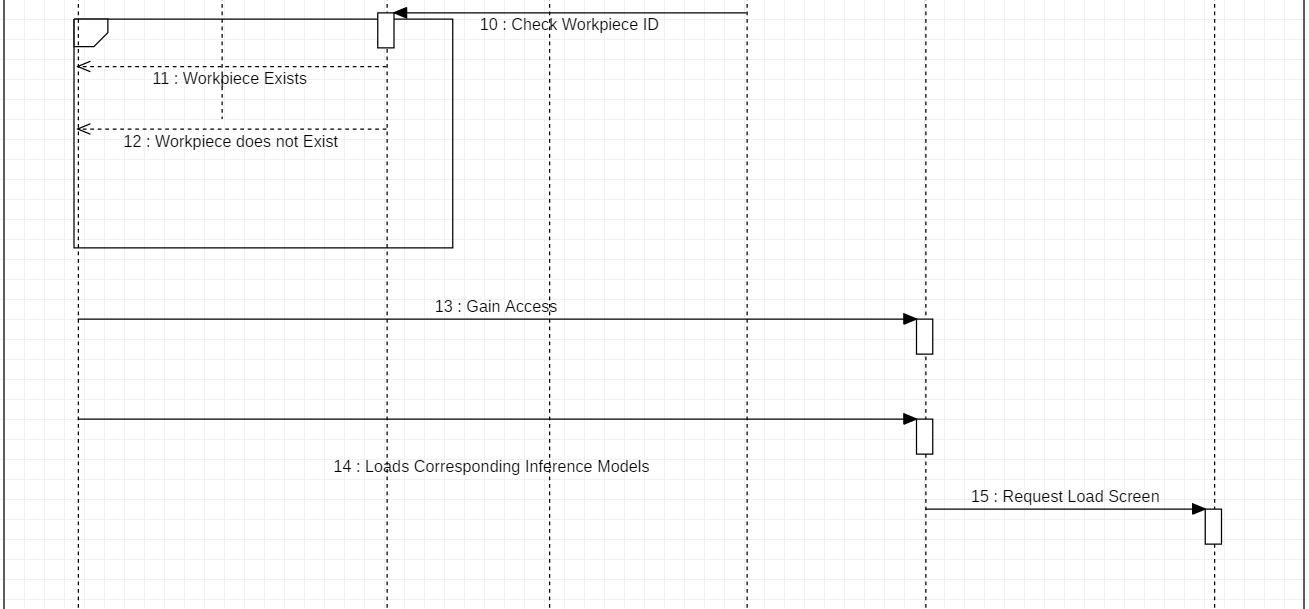 10 : Check Workpiece ID
11 : Workpiece Exists
12 : Workpiece does not Exist
13 : Gain Access
14 : Loads Corresponding Inference Models
15 : Request Load Screen